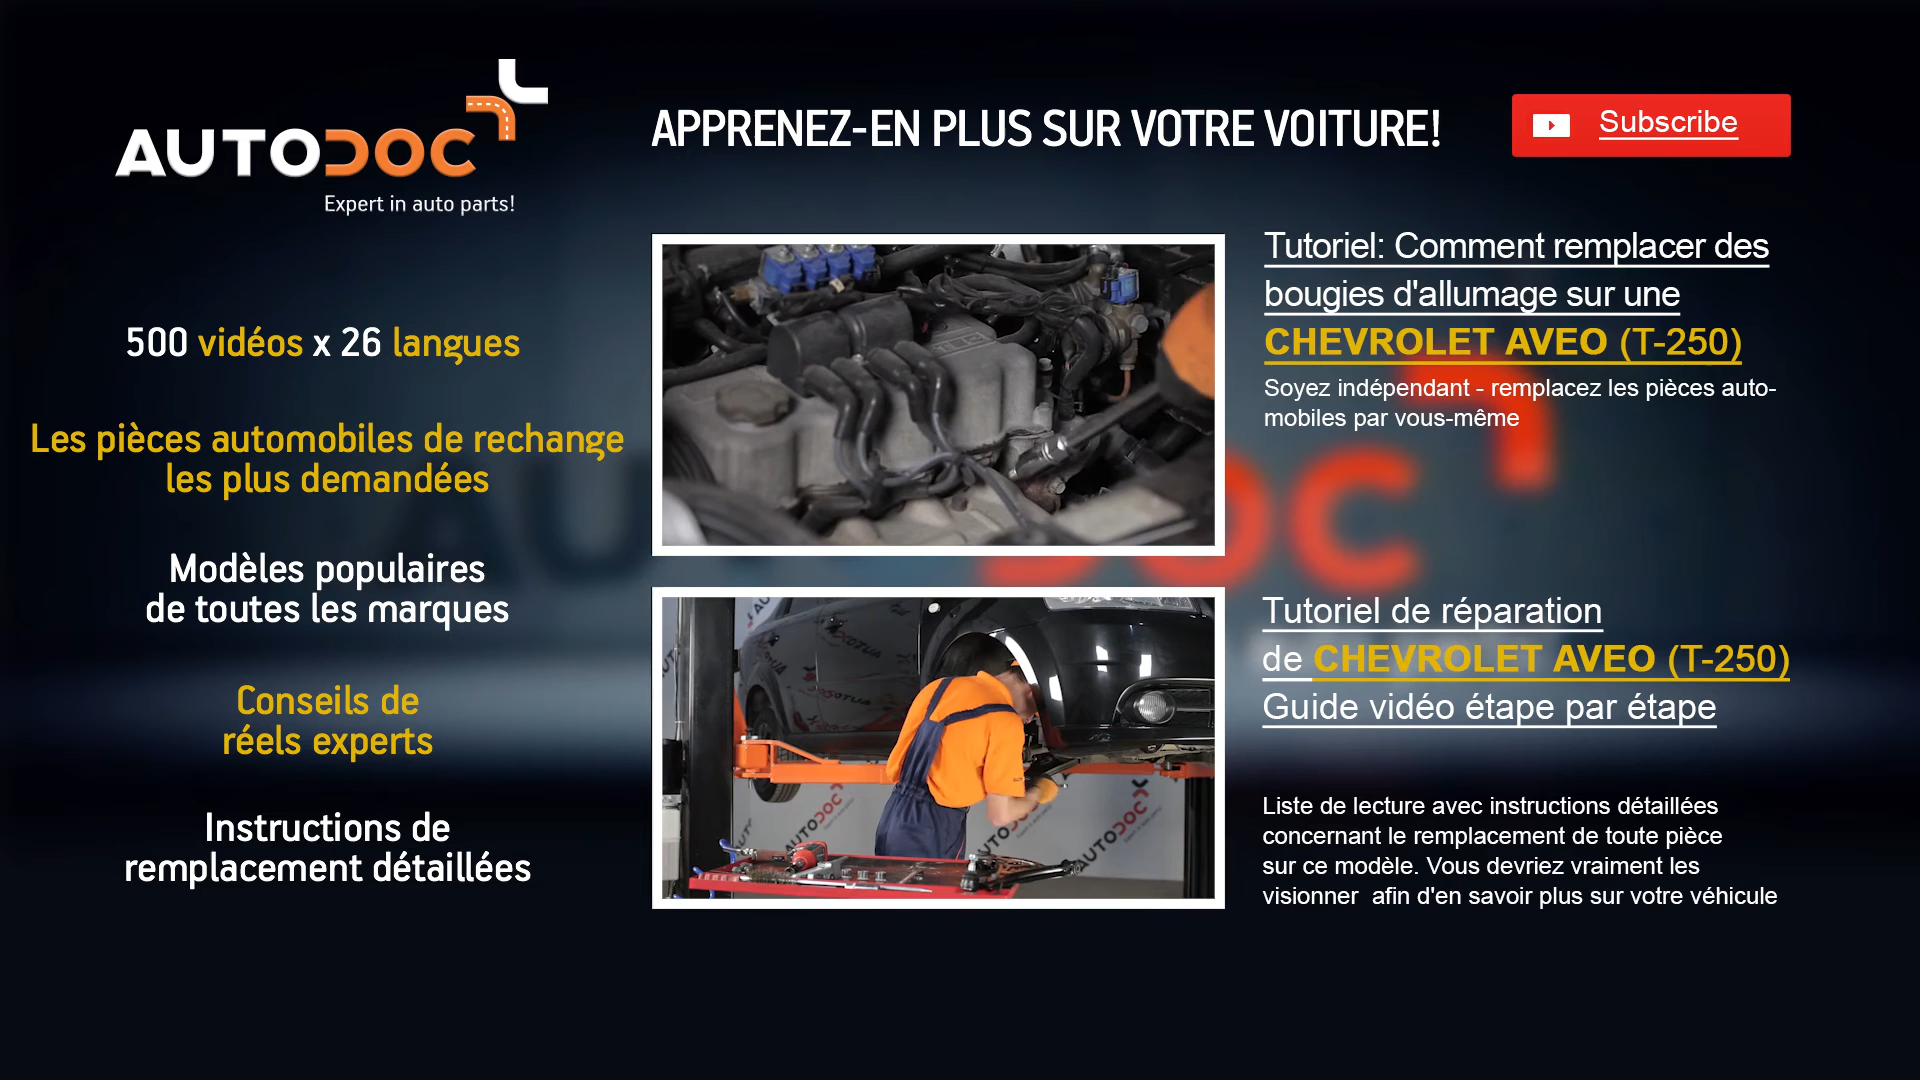 AUTODOC
Expert in auto parts!
APPRENEZ-EN PLUS SUR VOTRE VOITURE!
Subscribe
500 vidéos x 26 langues
Les pièces automobiles de rechange
les plus demandées
Modèles populaires
de toutes les marques
Conseils de
réels experts
Instructions de
remplacement détaillées
Tutoriel: Comment remplacer des
bougies d'allumage sur une
CHEVROLET AVEO (T-250)
Soyez indépendant - remplacez les pièces auto-
mobiles par vous-même
Tutoriel de réparation
de CHEVROLET AVEO (T-250)
Guide vidéo étape par étape
Liste de lecture avec instructions détaillées
concernant le remplacement de toute pièce
sur ce modèle. Vous devriez vraiment les
visionner  afin d'en savoir plus sur votre véhicule
AUTODOC
AUTODOC
AUTODOC